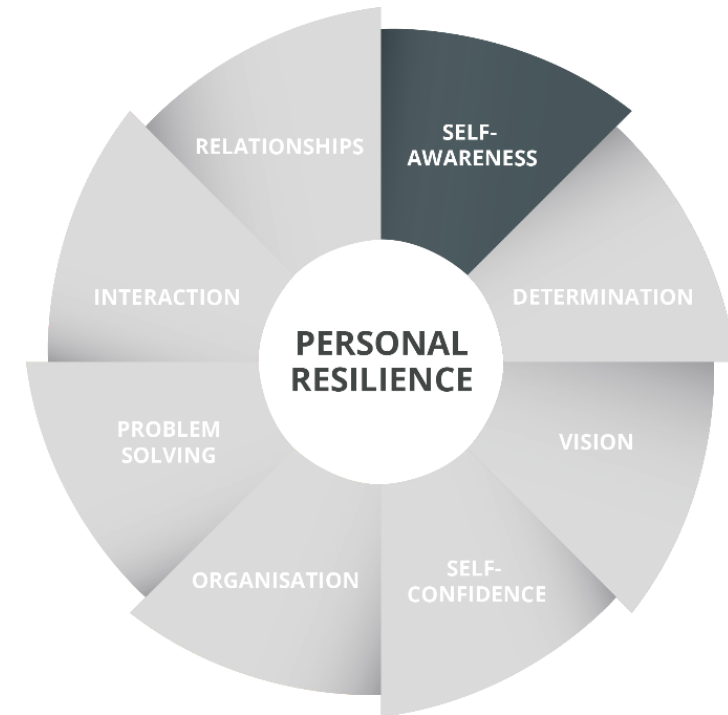 PERSONAL
RESILIENCE
SELF-
AWARENESS
DETERMINATION
VISION
SELF-
CONFIDENCE
ORGANISATION
PROBLEM
SOLVING
INTERACTION
RELATIONSHIPS